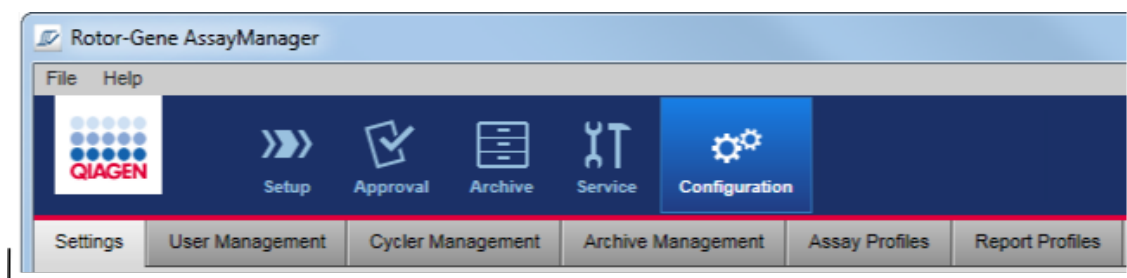 Rotor-Gene AssayManager
File Help
QIAGEN
Setup Approval Archive Service Configuration
Settings User Management Cycler Management Archive Management Assay Profiles Report Profiles